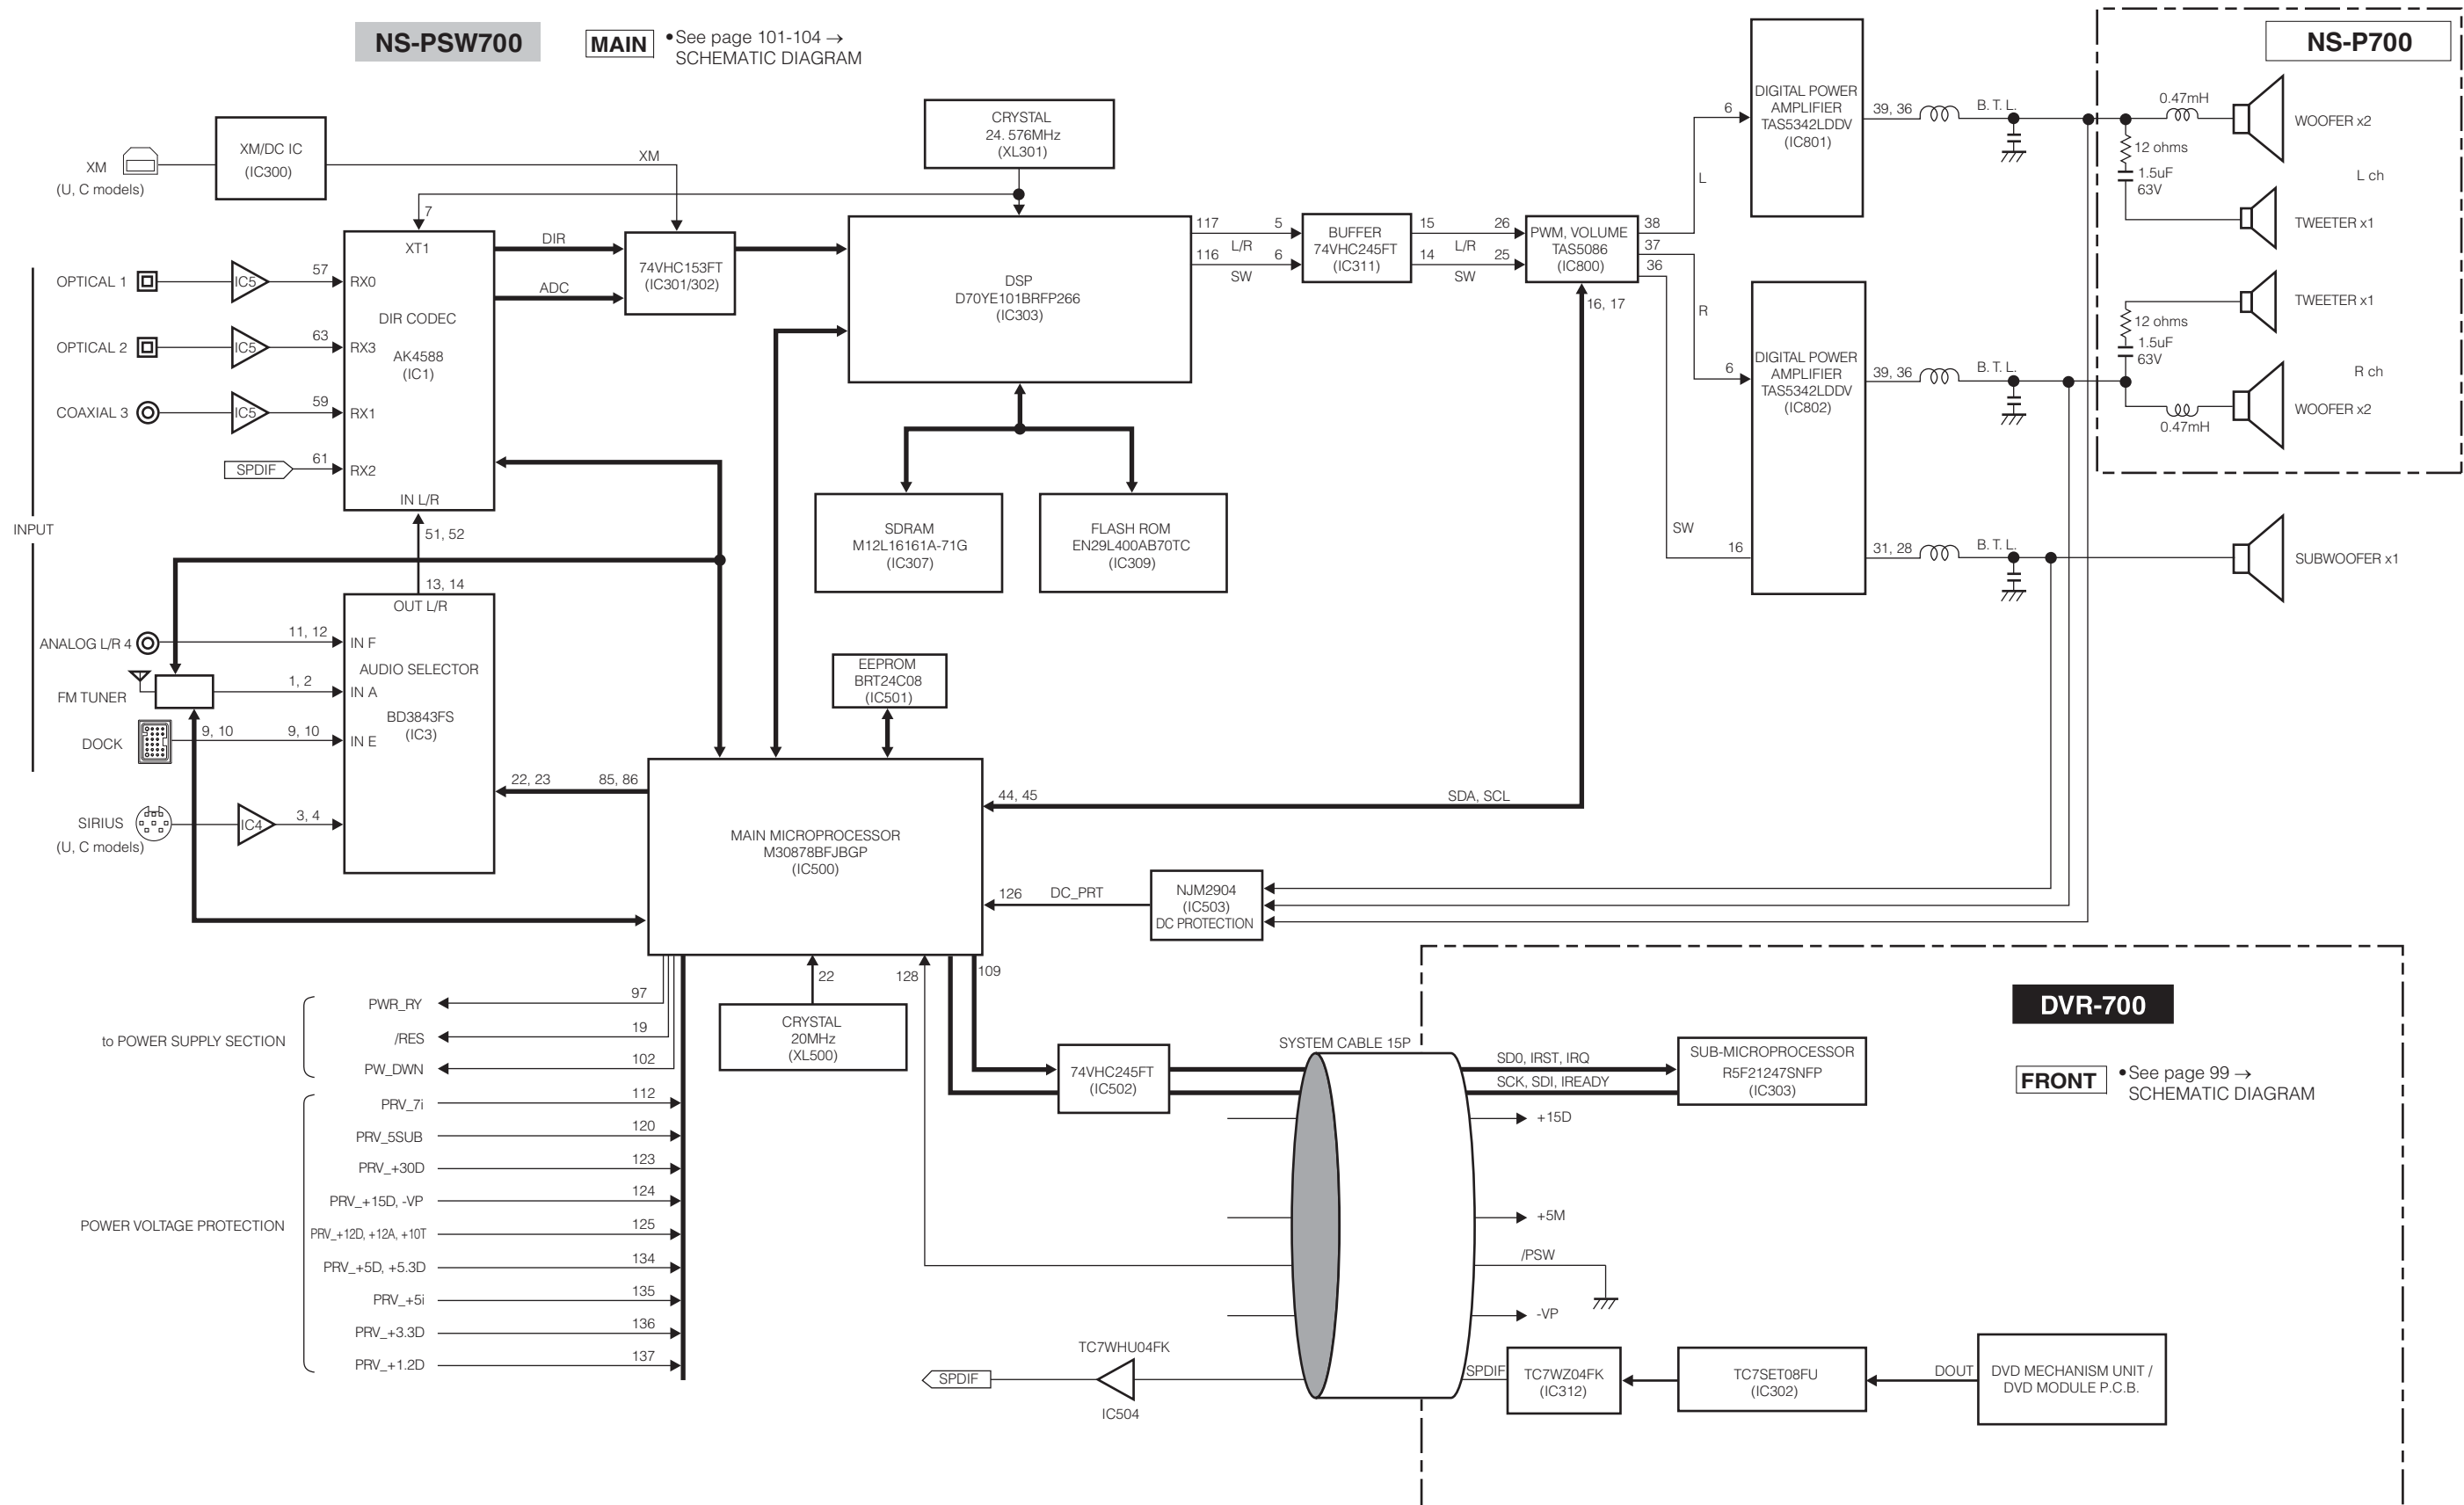 NS-PSW700
MAIN
•See page 101-104 →
SCHEMATIC DIAGRAM
NS-P700
XM
(U, C models)
XM/DC IC
(IC300)
XM
CRYSTAL
24. 576MHz
(XL301)
7
XT1
DIR
ADC
74VHC153FT
(IC301/302)
INPUT
OPTICAL 1
IC5
57
RX0
OPTICAL 2
IC5
63
RX3
COAXIAL 3
IC5
59
RX1
SPDIF
61
RX2
DIR CODEC
AK4588
(IC1)
IN L/R
51, 52
13, 14
OUT L/R
DSP
D70YE101BRFP266
(IC303)
117
L/R
5
116
SW
6
BUFFER
74VHC245FT
(IC311)
15
L/R
26
14
SW
25
PWM, VOLUME
TAS5086
(IC800)
38
37
36
16, 17
L
R
SW
6
DIGITAL POWER
AMPLIFIER
TAS5342LDDV
(IC801)
39, 36
B. T. L.
6
DIGITAL POWER
AMPLIFIER
TAS5342LDDV
(IC802)
39, 36
B. T. L.
16
31, 28
B. T. L.
0.47mH
WOOFER x2
12 ohms
1.5uF
63V
L ch
TWEETER x1
TWEETER x1
12 ohms
1.5uF
63V
R ch
WOOFER x2
0.47mH
SUBWOOFER x1
SDRAM
M12L16161A-71G
(IC307)
FLASH ROM
EN29L400AB70TC
(IC309)
ANALOG L/R 4
11, 12
IN F
FM TUNER
1, 2
IN A
DOCK
9, 10
9, 10
IN E
SIRIUS
(U, C models)
IC4
3, 4
AUDIO SELECTOR
BD3843FS
(IC3)
22, 23
85, 86
EEPROM
BRT24C08
(IC501)
MAIN MICROPROCESSOR
M30878BFJBGP
(IC500)
44, 45
SDA, SCL
126
DC_PRT
NJM2904
(IC503)
DC PROTECTION
22
128
109
CRYSTAL
20MHz
(XL500)
to POWER SUPPLY SECTION
PWR_RY
97
/RES
19
PW_DWN
102
POWER VOLTAGE PROTECTION
PRV_7i
112
PRV_5SUB
120
PRV_+30D
123
PRV_+15D, -VP
124
PRV_+12D, +12A, +10T
125
PRV_+5D, +5.3D
134
PRV_+5i
135
PRV_+3.3D
136
PRV_+1.2D
137
74VHC245FT
(IC502)
SYSTEM CABLE 15P
SD0, IRST, IRQ
SCK, SDI, IREADY
SUB-MICROPROCESSOR
R5F21247SNFP
(IC303)
DVR-700
FRONT
•See page 99 →
SCHEMATIC DIAGRAM
+15D
+5M
/PSW
-VP
SPDIF
TC7WHU04FK
IC504
SPDIF
TC7WZ04FK
(IC312)
TC7SET08FU
(IC302)
DOUT
DVD MECHANISM UNIT /
DVD MODULE P.C.B.